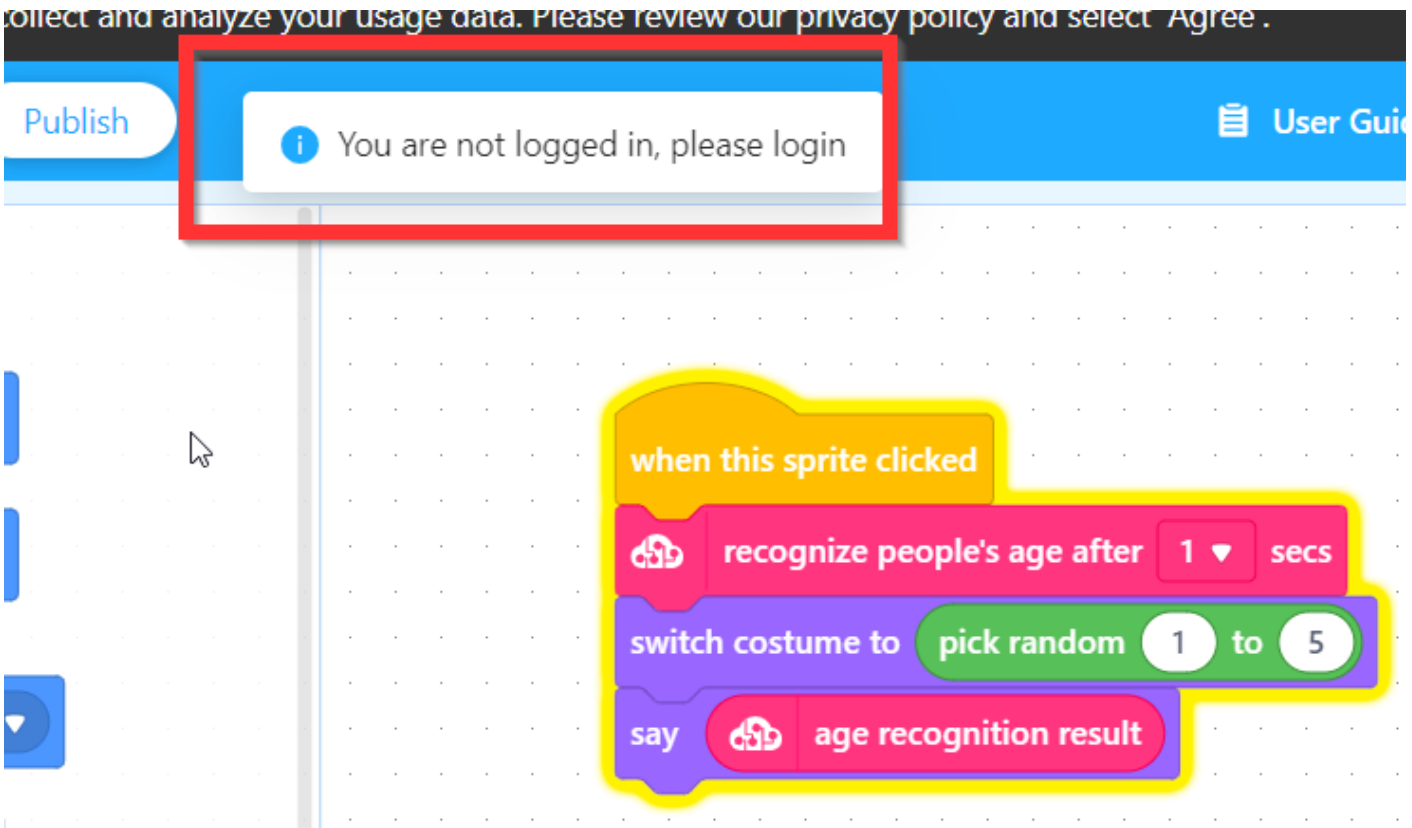 collect and analyze your usage data. Please review our privacy policy and select 'Agree'.
Publish
You are not logged in, please login
User Guid
when this sprite clicked
recognize people's age after 1 secs
switch costume to pick random 1 to 5
say age recognition result